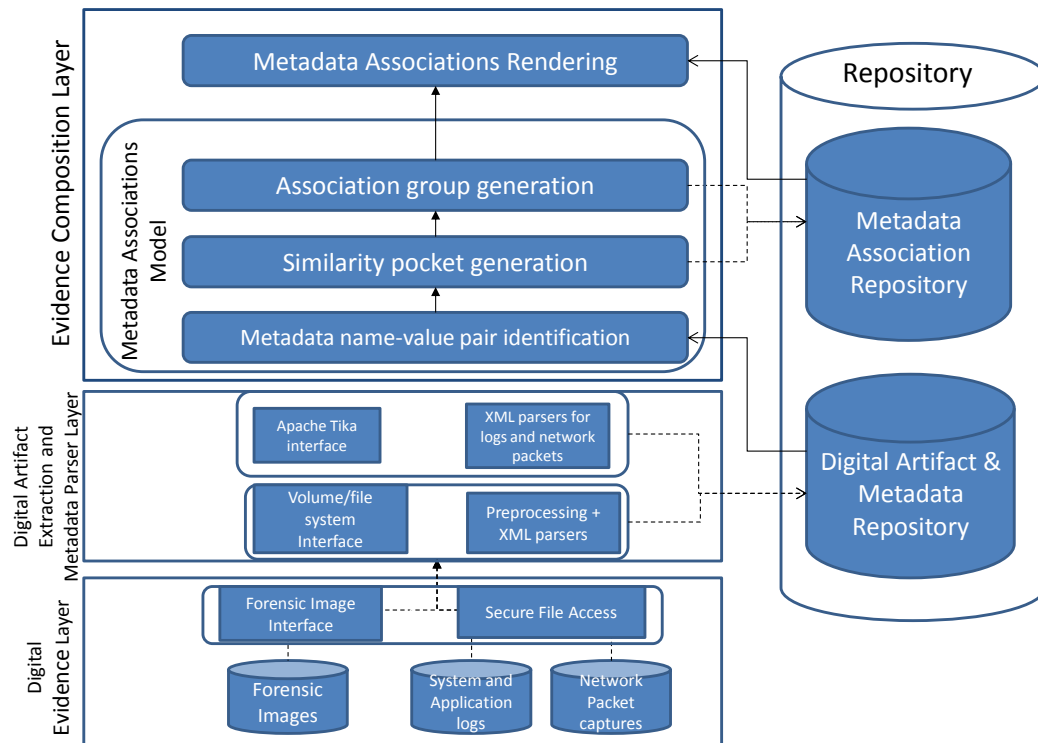 Evidence Composition Layer
Metadata Associations Rendering
Metadata Associations
Model
Association group generation
Similarity pocket generation
Metadata name-value pair identification
Repository
Metadata
Association
Repository
Digital Artifact &
Metadata
Repository
Digital Artifact
Extraction and
Metadata Parser Layer
Apache Tika
interface
XML parsers for
logs and network
packets
Volume/file
system
Interface
Preprocessing +
XML parsers
Digital
Evidence Layer
Forensic Image
Interface
Secure File Access
Forensic
Images
System and
Application
logs
Network
Packet
captures